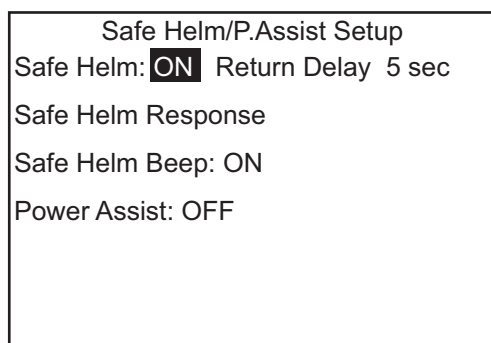 Safe Helm/P.Assist Setup
Safe Helm: ON Return Delay 5 sec
Safe Helm Response
Safe Helm Beep: ON
Power Assist: OFF